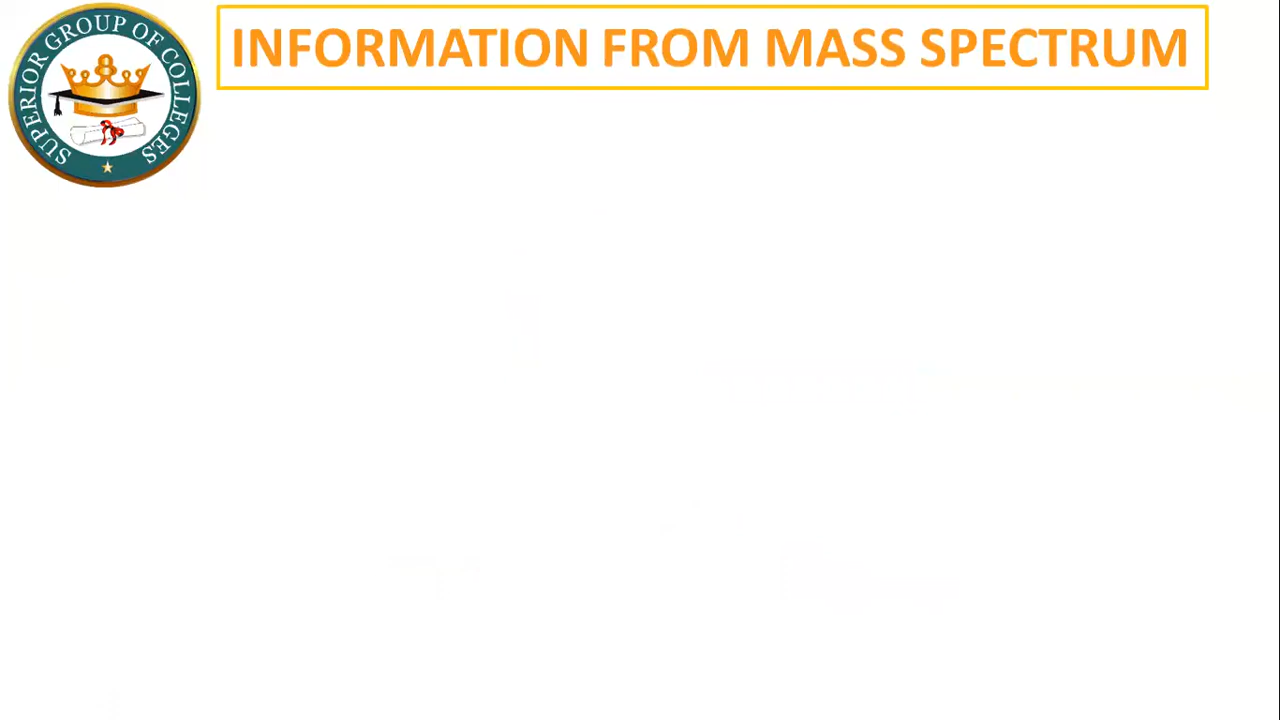 SUPERIOR GROUP OF COLLEGES
INFORMATION FROM MASS SPECTRUM